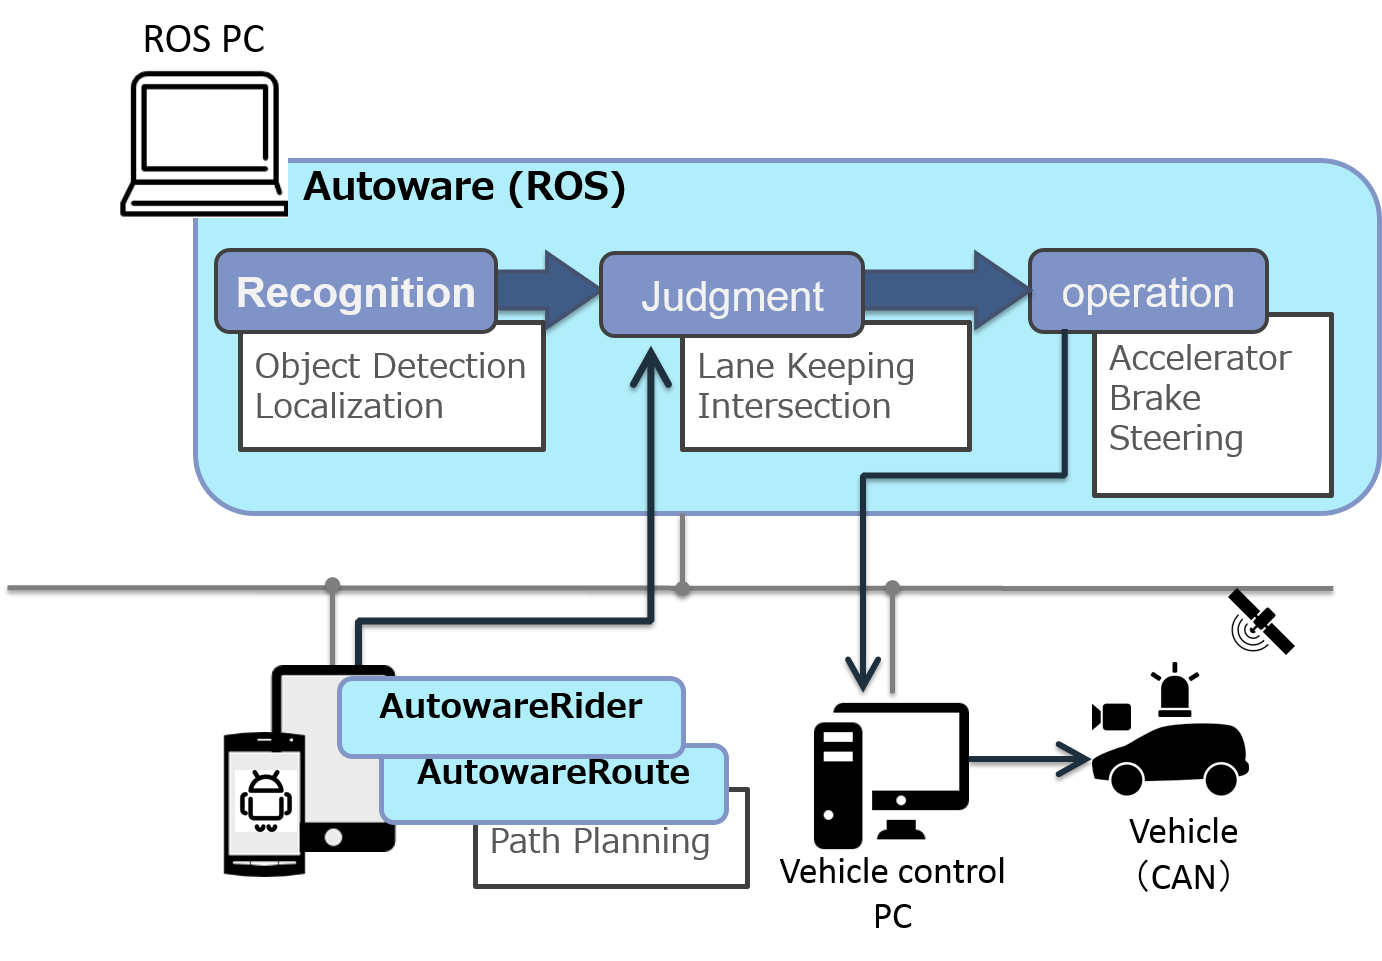 ROS PC
Autoware (ROS)
Recognition
Judgment
operation
Object Detection
Localization
Lane Keeping
Intersection
Accelerator
Brake
Steering
AutowareRider
AutowareRoute
Path Planning
Vehicle control
PC
Vehicle
（CAN）